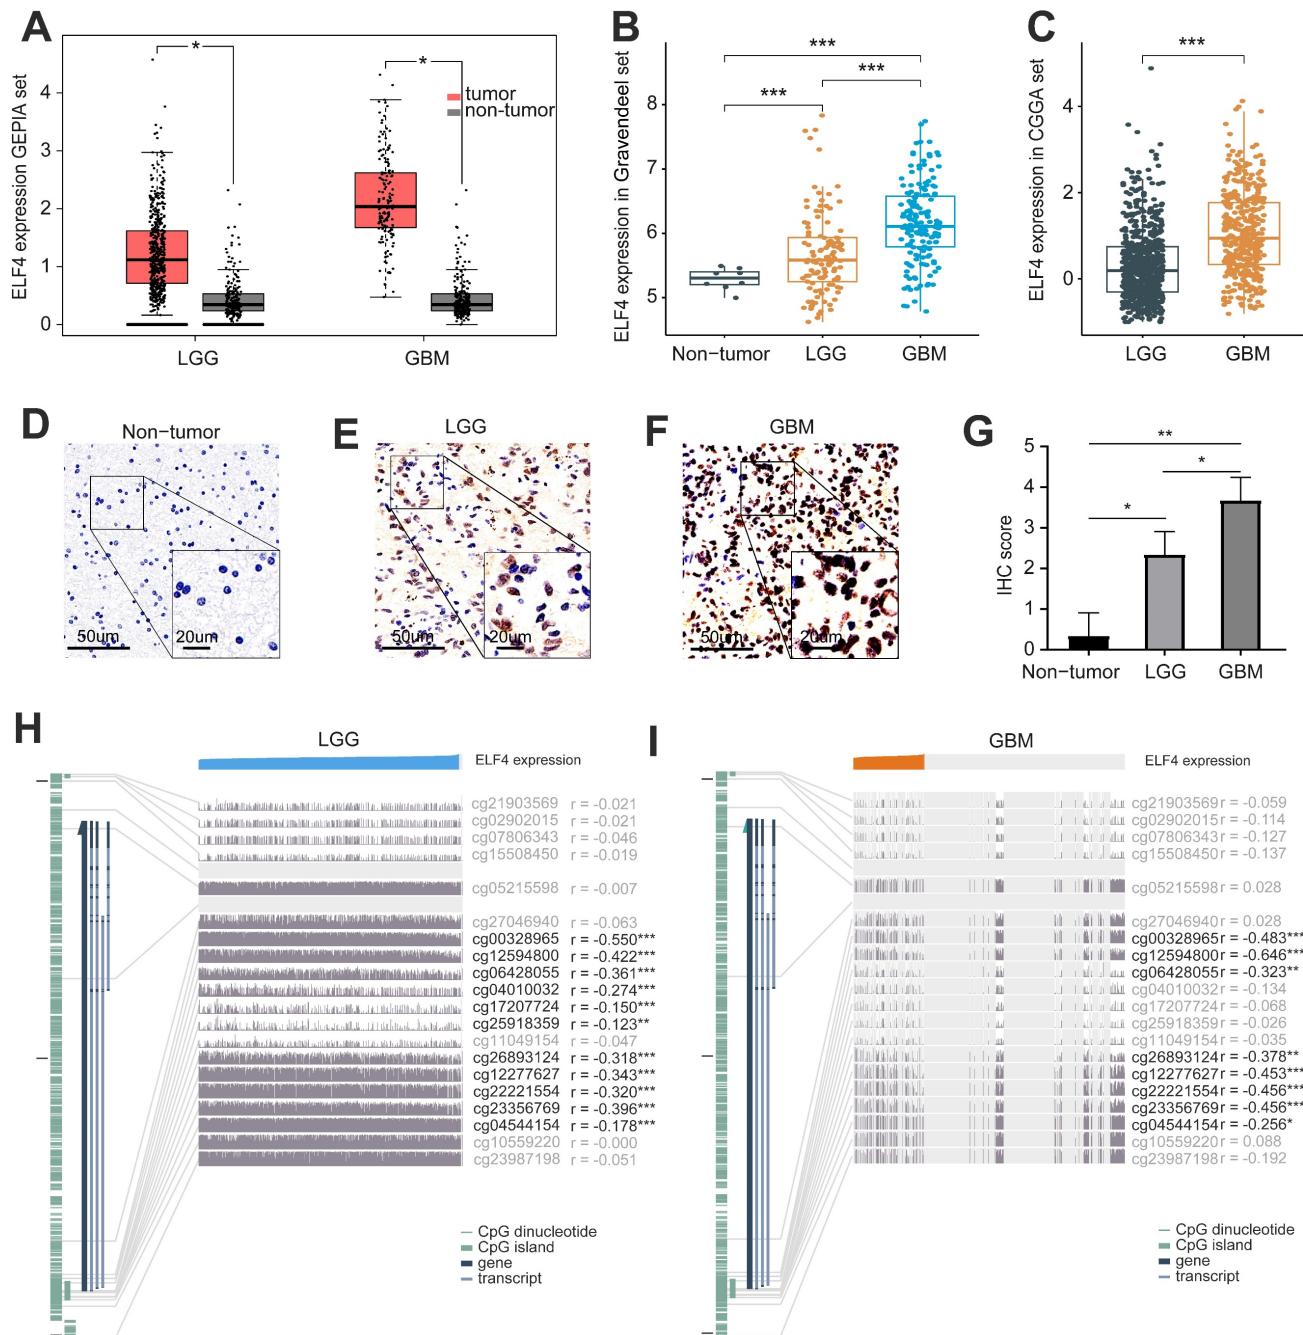 A
ELF4 expression GEPIA set
4
3
2
1
0
*
*
tumor
non-tumor
LGG
GBM
B
ELF4 expression in Gravendeel set
8
7
6
5
***
***
***
Non-tumor
LGG
GBM
C
ELF4 expression in CGGA set
4
2
0
***
LGG
GBM
D
Non-tumor
50um
20um
E
LGG
50um
20um
F
GBM
50um
20um
G
IHC score
5
4
3
2
1
0
**
*
*
Non-tumor
LGG
GBM
H
LGG
ELF4 expression
cg21903569 r = -0.021
cg02902015 r = -0.021
cg07806343 r = -0.046
cg15508450 r = -0.019
cg05215598 r = -0.007
cg27046940 r = -0.063
cg00328965 r = -0.550***
cg12594800 r = -0.422***
cg06428055 r = -0.361***
cg04010032 r = -0.274***
cg17207724 r = -0.150***
cg25918359 r = -0.123**
cg11049154 r = -0.047
cg26893124 r = -0.318***
cg12277627 r = -0.343***
cg22221554 r = -0.320***
cg23356769 r = -0.396***
cg04544154 r = -0.178***
cg10559220 r = -0.000
cg23987198 r = -0.051
CpG dinucleotide
CpG island
gene
transcript
I
GBM
ELF4 expression
cg21903569 r = -0.059
cg02902015 r = -0.114
cg07806343 r = -0.127
cg15508450 r = -0.137
cg05215598 r = 0.028
cg27046940 r = 0.028
cg00328965 r = -0.483***
cg12594800 r = -0.646***
cg06428055 r = -0.323**
cg04010032 r = -0.134
cg17207724 r = -0.068
cg25918359 r = -0.026
cg11049154 r = -0.035
cg26893124 r = -0.378**
cg12277627 r = -0.453***
cg22221554 r = -0.456***
cg23356769 r = -0.456***
cg04544154 r = -0.256*
cg10559220 r = 0.088
cg23987198 r = -0.192
CpG dinucleotide
CpG island
gene
transcript